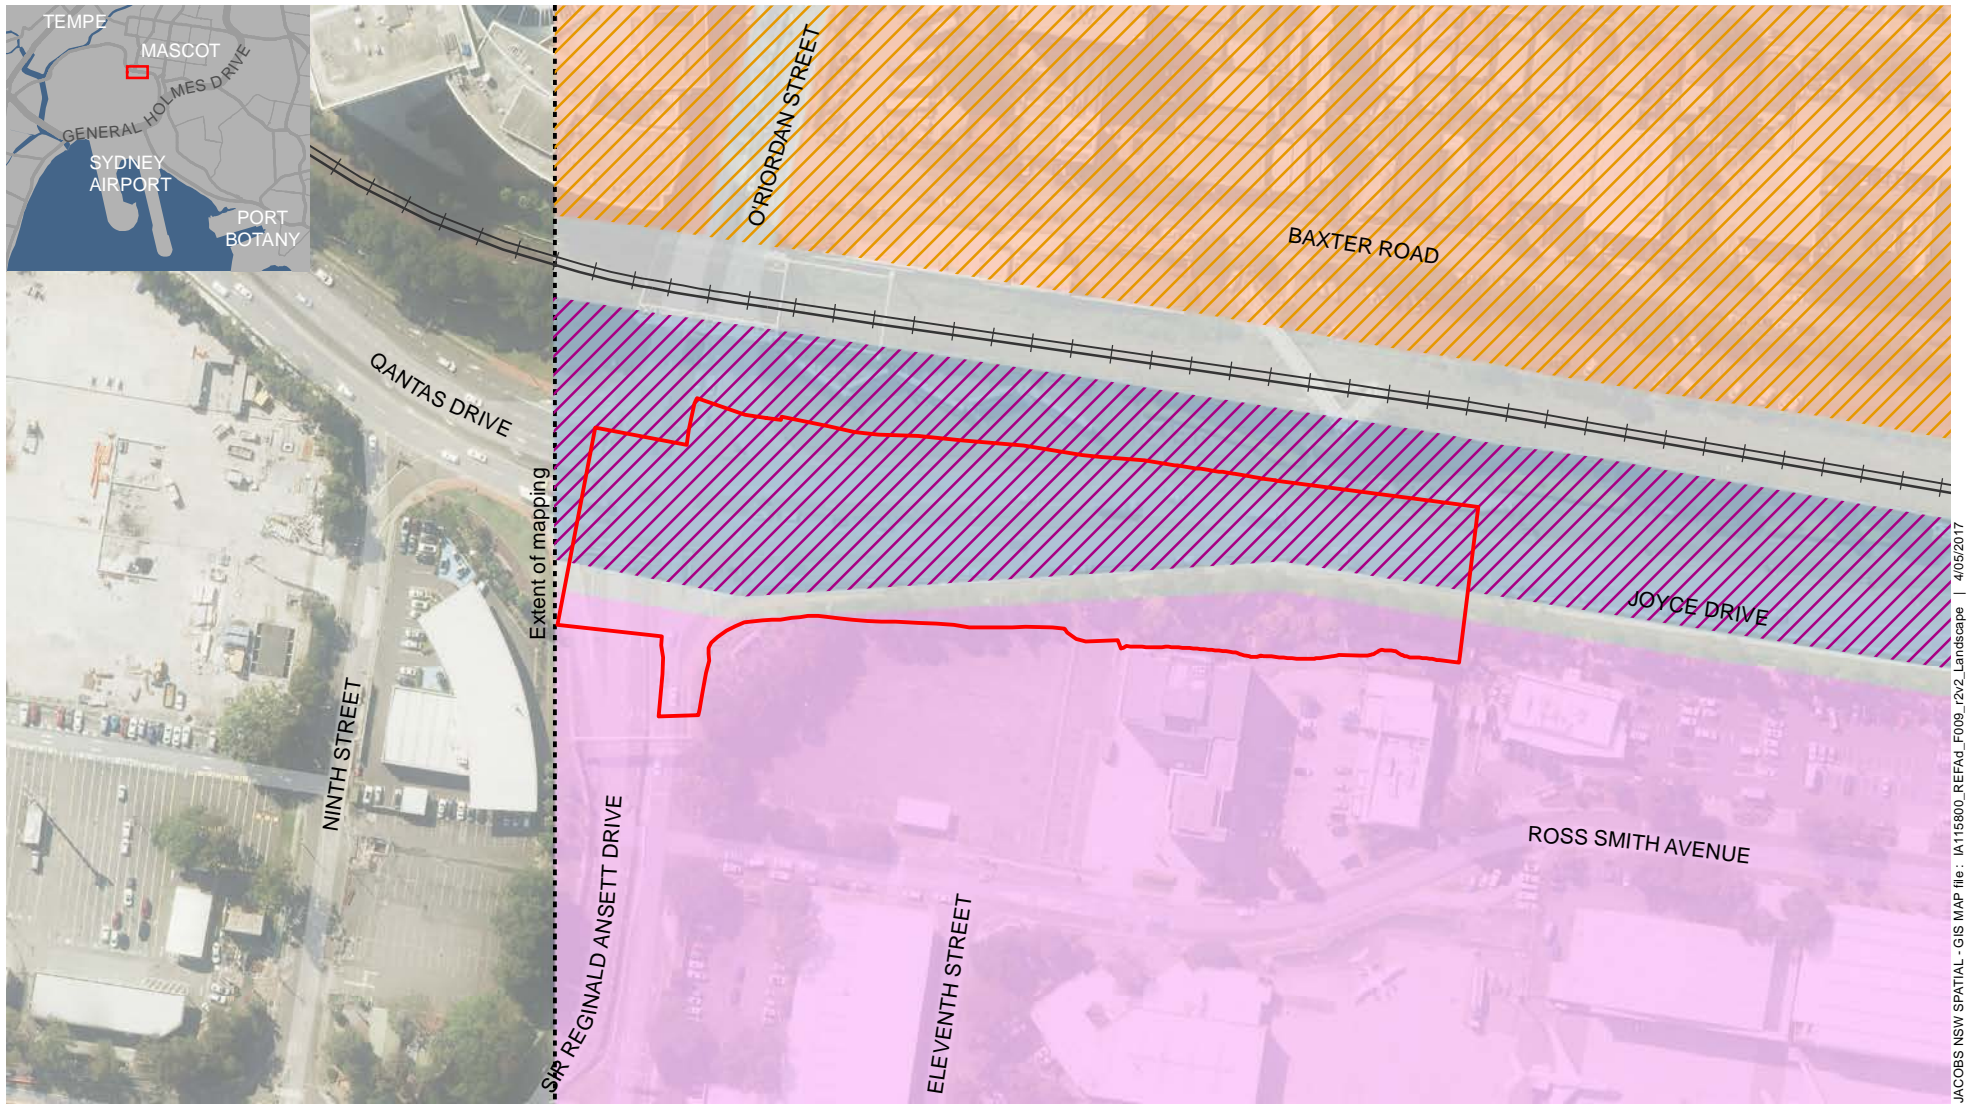 TEMPE
MASCOT
GENERAL HOLMES DRIVE
SYDNEY
AIRPORT
PORT
BOTANY
O'RIORDAN STREET
BAXTER ROAD
QANTAS DRIVE
Extent of mapping
JOYCE DRIVE
NINTH STREET
SIR REGINALD ANSETT DRIVE
ELEVENTH STREET
ROSS SMITH AVENUE
JACOBS NSW SPATIAL - GIS MAP file : IA115800_REFAd_F009_r2v2_Landscape | 4/05/2017